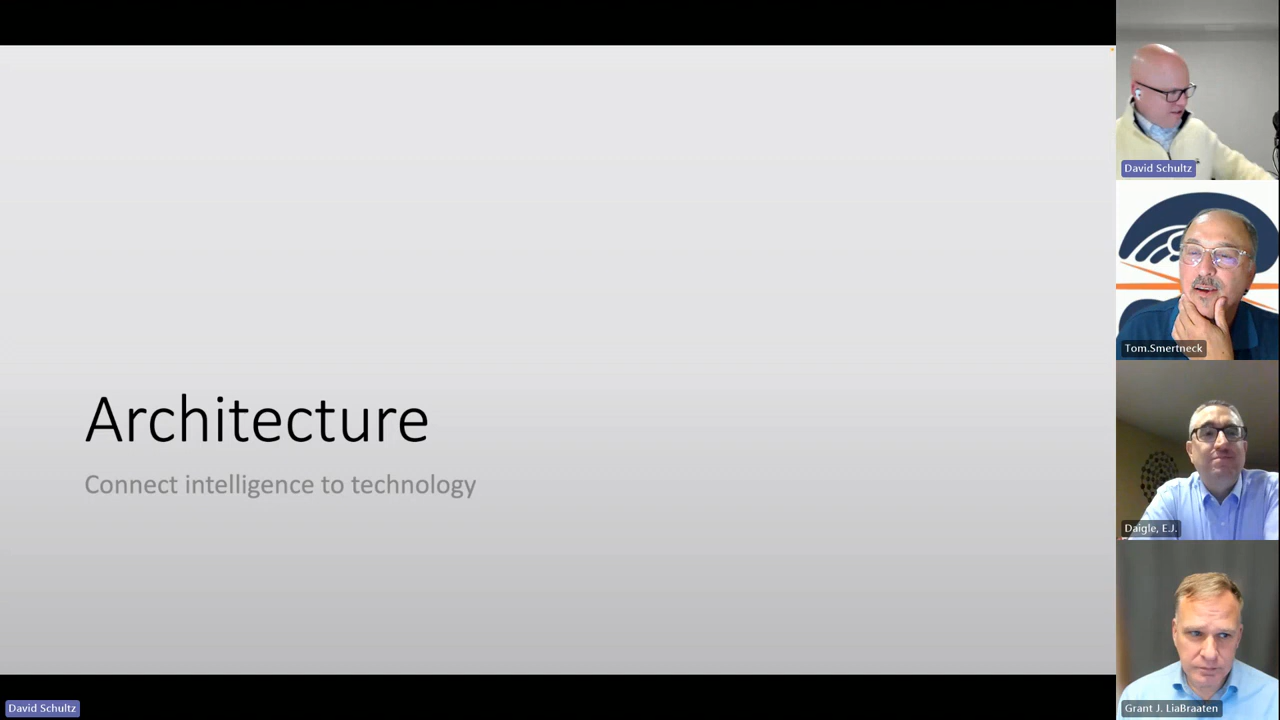 Architecture
Connect intelligence to technology
David Schultz
David Schultz
Tom.Smertneck
Daigle, E.J.
Grant J. LiaBraaten